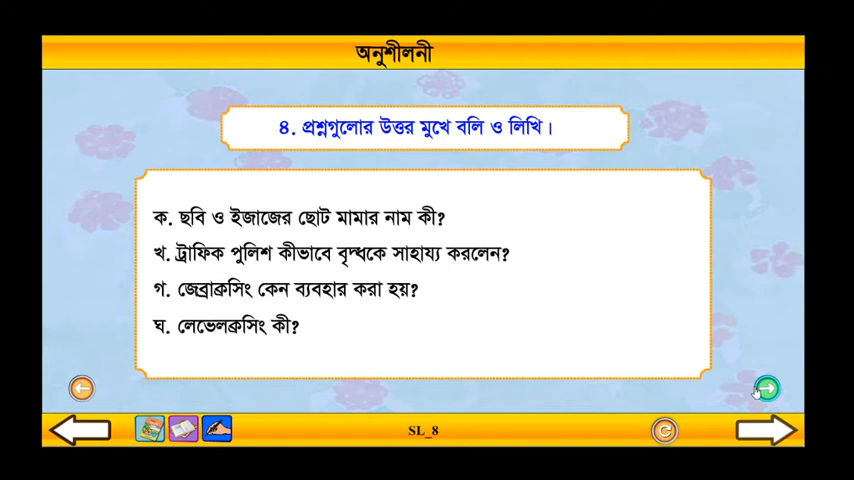 অনুশীলনী
৪. প্রশ্নগুলোর উত্তর মুখে বলি ও লিখি।
ক. ছবি ও ইজাজের ছোট মামার নাম কী?
খ. ট্রাফিক পুলিশ কীভাবে বৃদ্ধকে সাহায্য করলেন?
গ. জেব্রাক্রসিং কেন ব্যবহার করা হয়?
ঘ. লেভেলক্রসিং কী?
SL_8